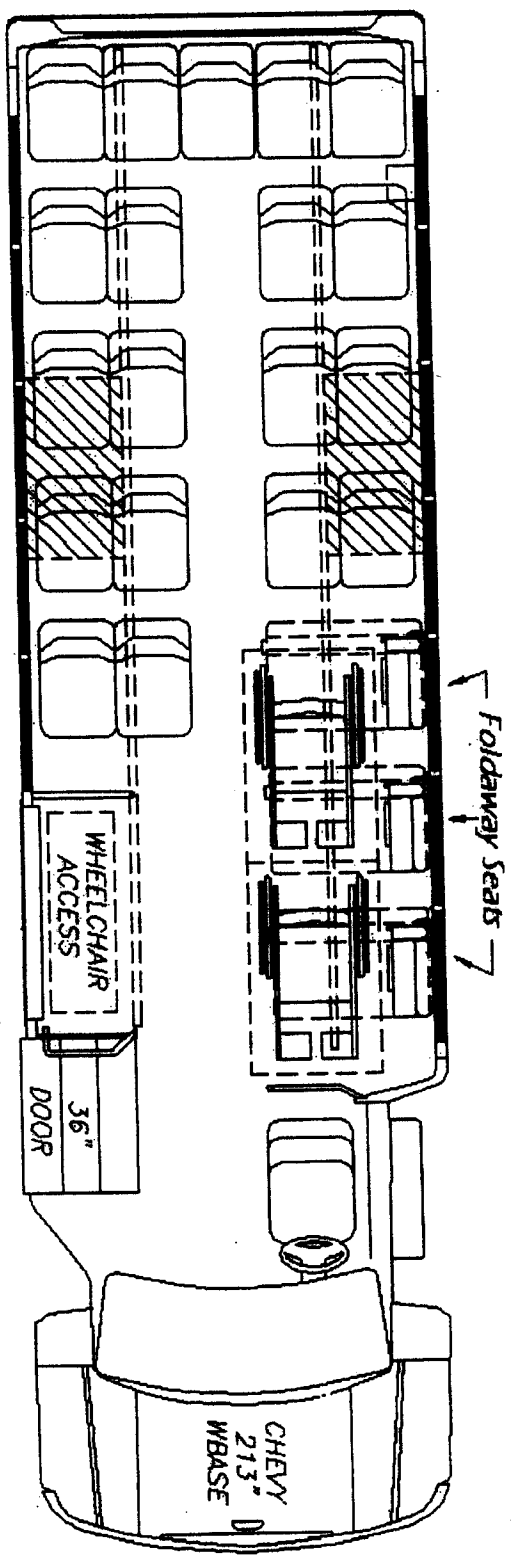 Foldaway Seats
WHEELCHAIR
ACCESS
36"
DOOR
CHEVY
213"
WBASE